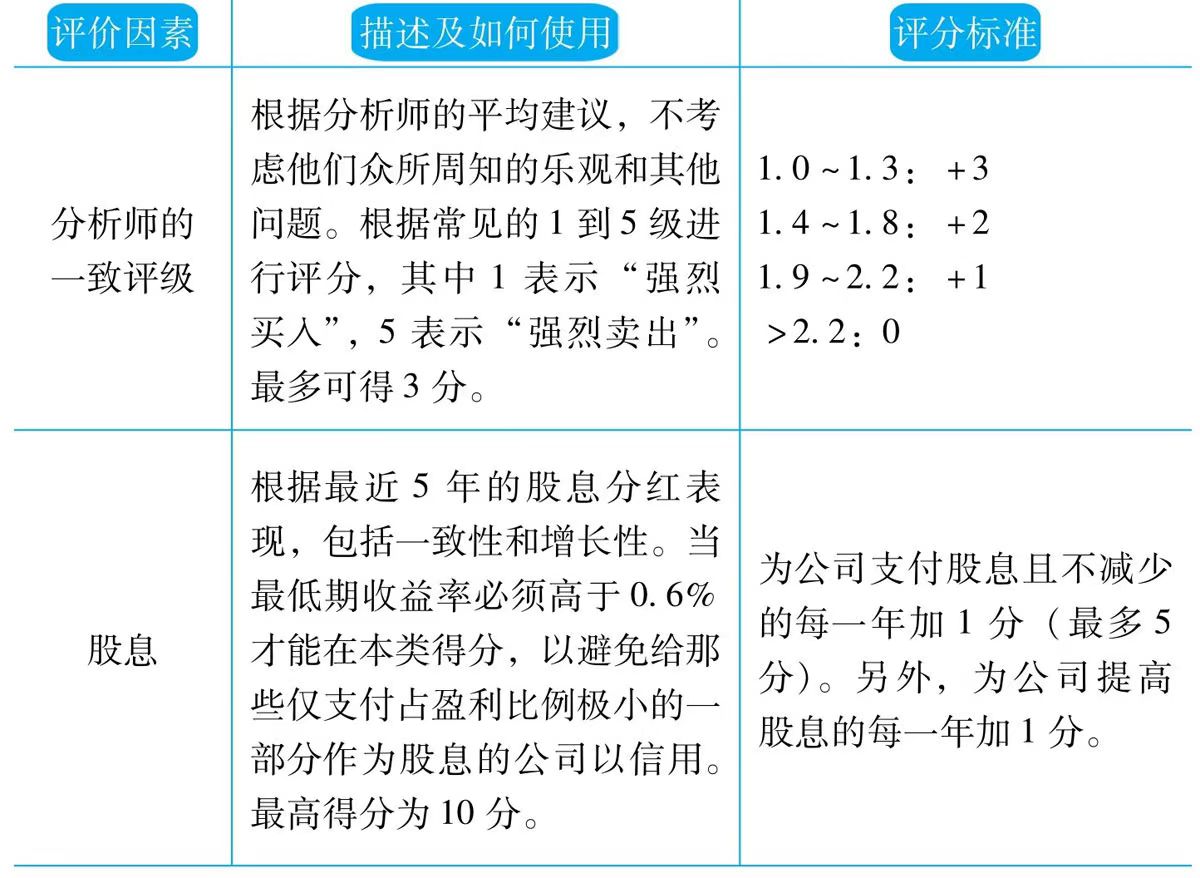 评价因素
描述及如何使用
评分标准
分析师的
一致评级
根据分析师的平均建议，不考
虑他们众所周知的乐观和其他
问题。根据常见的1到5级进
行评分，其中1表示“强烈
买入”，5表示“强烈卖出”。
最多可得3分。
1.0~1.3：+3
1.4~1.8：+2
1.9~2.2：+1
>2.2：0
股息
根据最近5年的股息分红表
现，包括一致性和增长性。当
最低期收益率必须高于0.6%
才能在本类得分，以避免给那
些仅支付占盈利比例极小的一
部分作为股息的公司以信用。
最高得分为10分。
为公司支付股息且不减少
的每一年加1分（最多5
分）。另外，为公司提高
股息的每一年加1分。